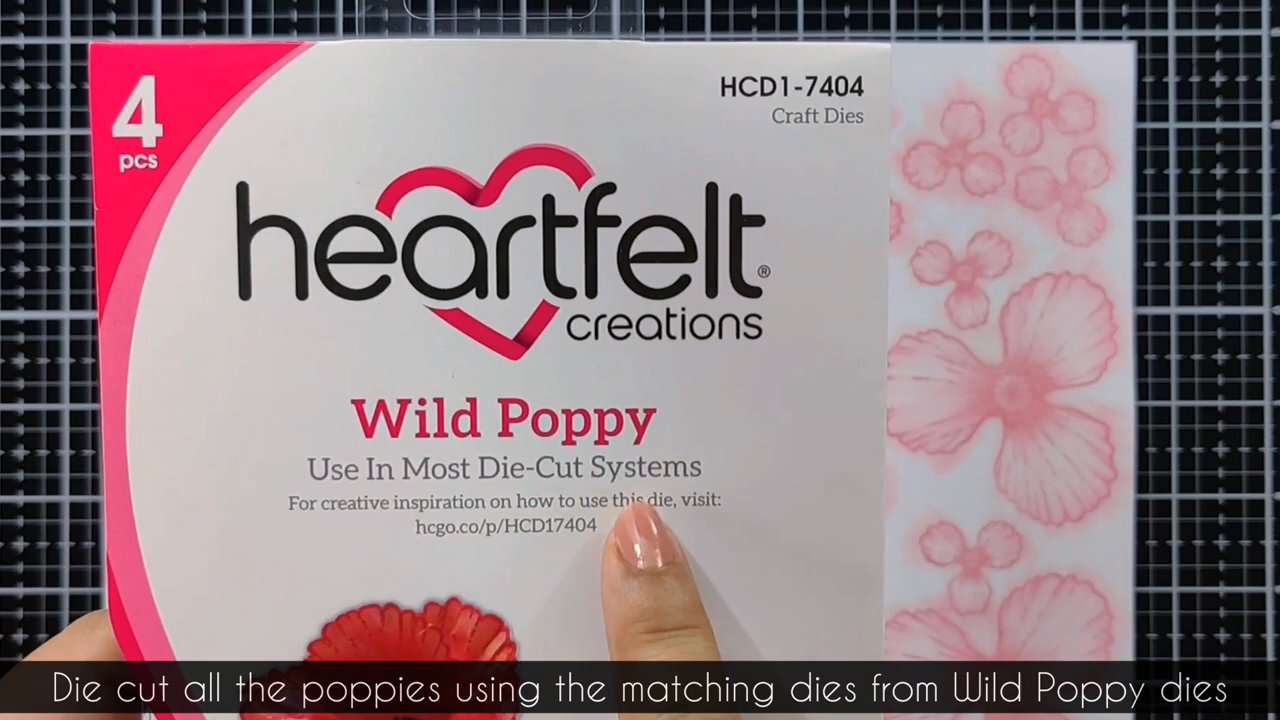 4
pcs
HCD1-7404
Craft Dies
heartfelt®
creations
Wild Poppy
Use In Most Die-Cut Systems
For creative inspiration on how to use this die, visit:
hcgo.co/p/HCD17404
Die cut all the poppies using the matching dies from Wild Poppy dies